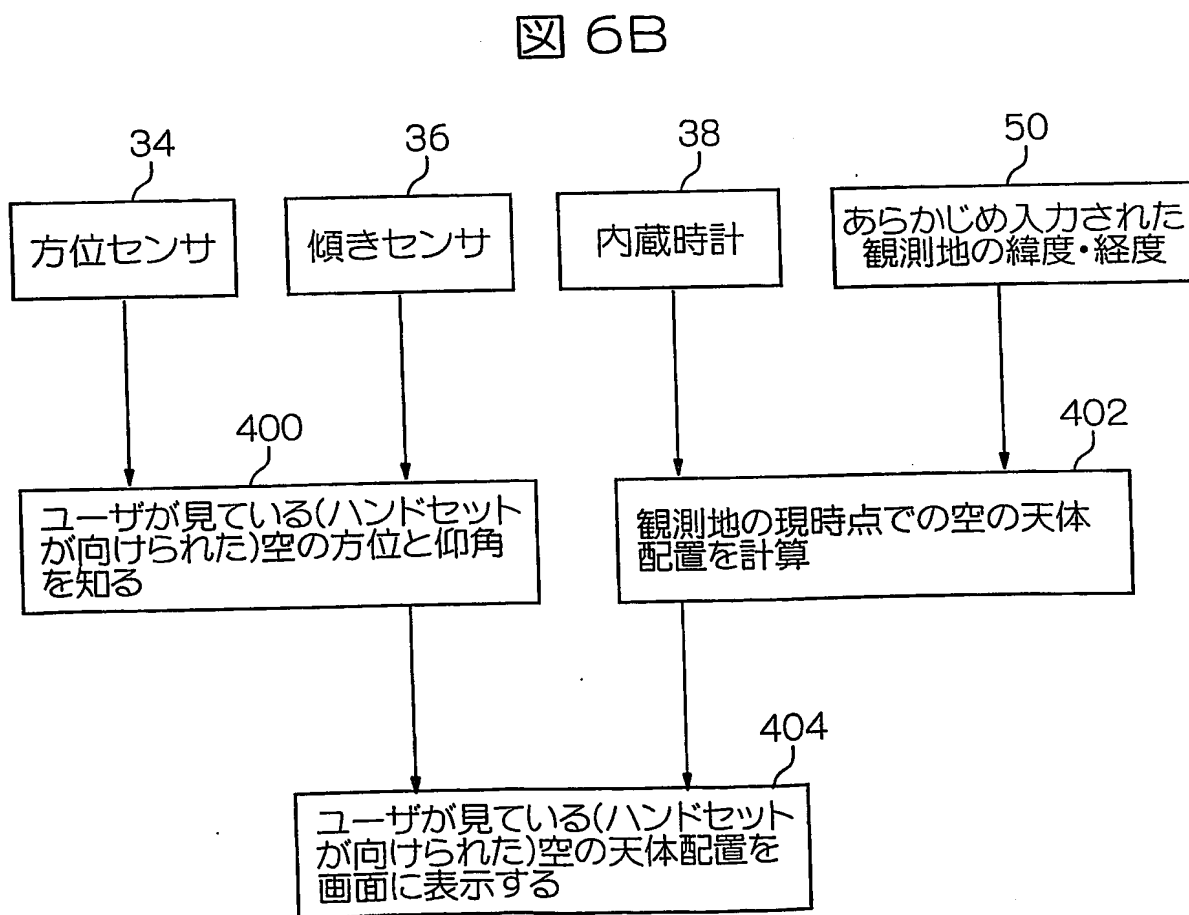 図 6B
34
36
38
50
方位センサ
傾きセンサ
内蔵時計
あらかじめ入力された
観測地の緯度・経度
400
402
ユーザが見ている(ハンドセット
が向けられた)空の方位と仰角
を知る
観測地の現時点での空の天体
配置を計算
404
ユーザが見ている(ハンドセット
が向けられた)空の天体配置を
画面に表示する